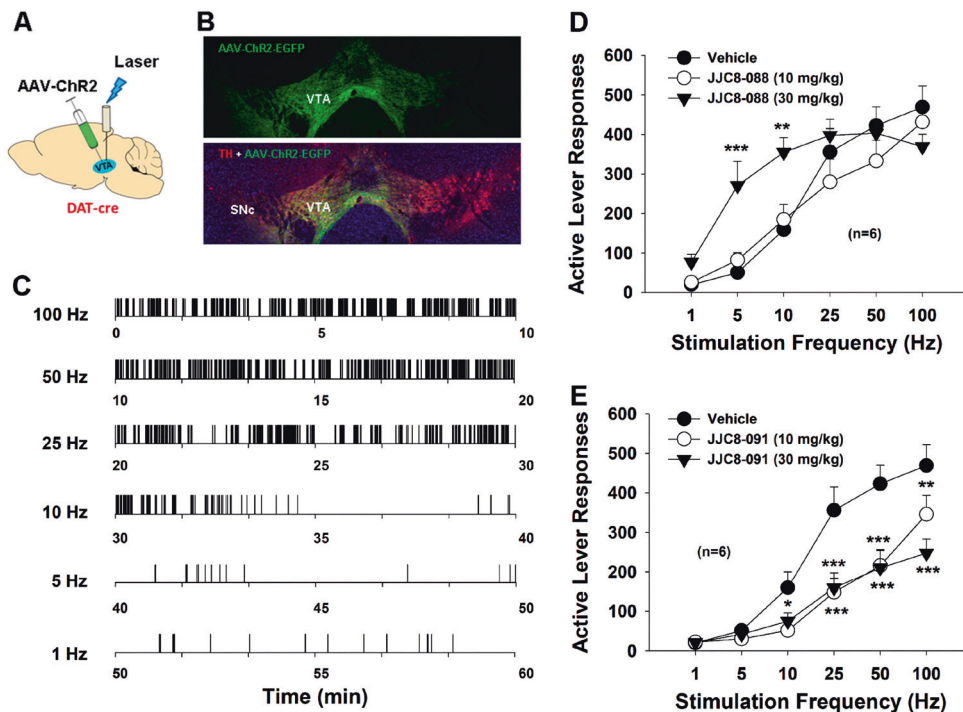 A
AAV-ChR2
Laser
VTA
DAT-cre
B
AAV-ChR2-EGFP
VTA
TH + AAV-ChR2-EGFP
SNc
VTA
C
100 Hz
0 5 10
50 Hz
10 15 20
25 Hz
20 25 30
10 Hz
30 35 40
5 Hz
40 45 50
1 Hz
50 55 60
Time (min)
D
Active Lever Responses
600
500
400
300
200
100
0
Vehicle
JJC8-088 (10 mg/kg)
JJC8-088 (30 mg/kg)
***
**
(n=6)
1 5 10 25 50 100
Stimulation Frequency (Hz)
E
Active Lever Responses
600
500
400
300
200
100
0
Vehicle
JJC8-091 (10 mg/kg)
JJC8-091 (30 mg/kg)
(n=6)
**
***
***
*
***
***
***
1 5 10 25 50 100
Stimulation Frequency (Hz)